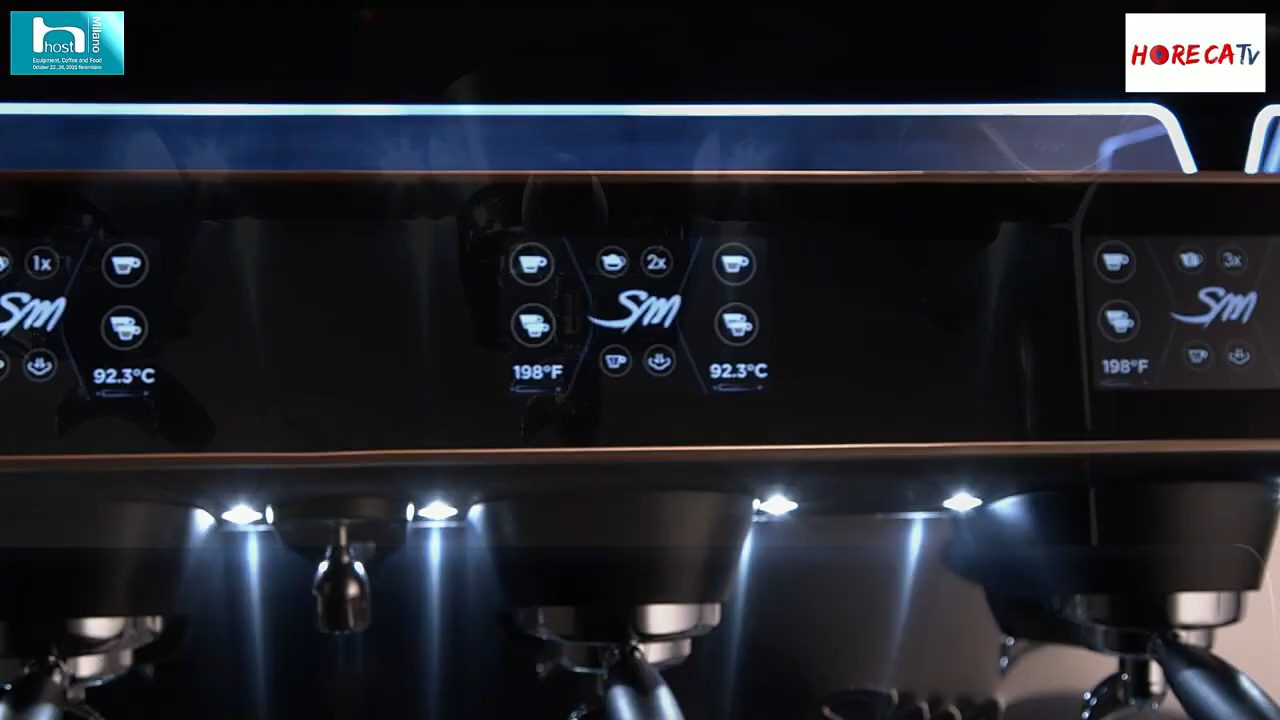 host
Milano
Equipment, Coffee and Food
HORECATV
1x
2x
3x
SM
SM
SM
92.3°C
198°F
92.3°C
198°F